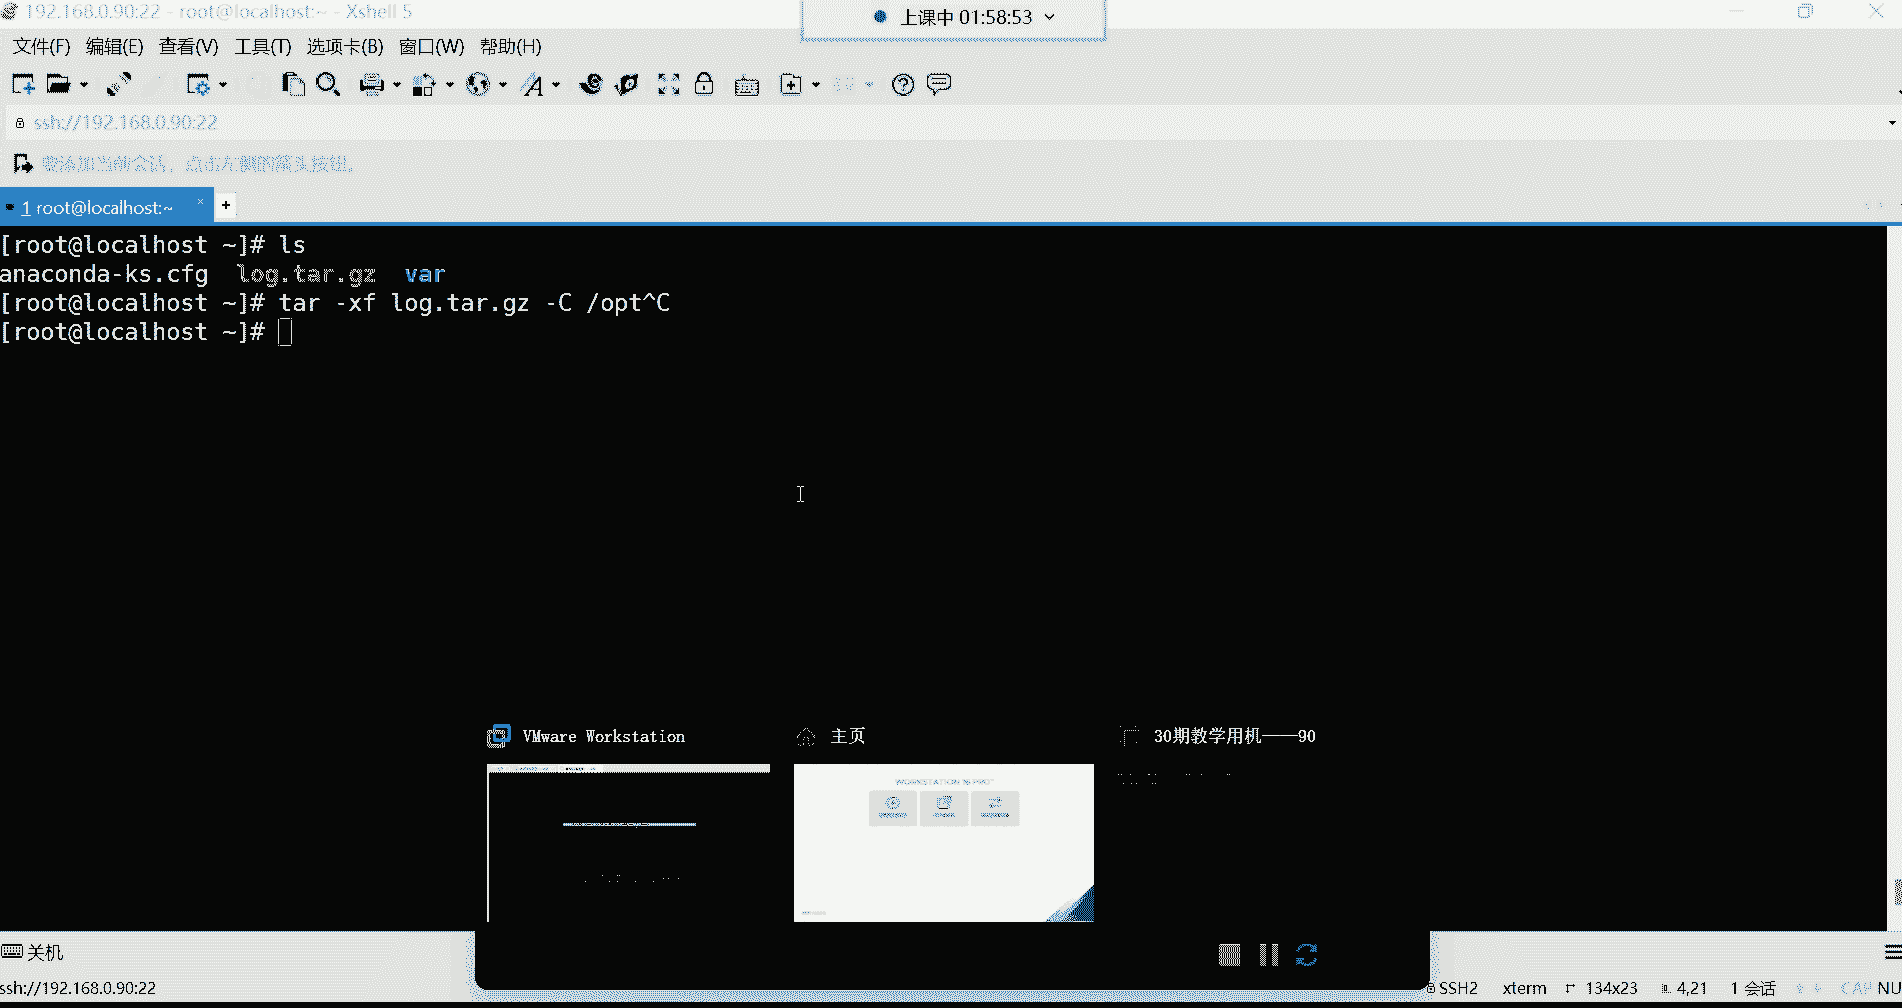 192.168.0.90:22 - root@localhost:~ - Xshell 5
上课中 01:58:53
文件(F) 编辑(E) 查看(V) 工具(T) 选项卡(B) 窗口(W) 帮助(H)
ssh://192.168.0.90:22
要添加当前会话，点击左侧的箭头按钮。
1 root@localhost:~ × +
[root@localhost ~]# ls
anaconda-ks.cfg log.tar.gz var
[root@localhost ~]# tar -xf log.tar.gz -C /opt^C
[root@localhost ~]#
VMware Workstation 主页 30期教学用机——90
关机
ssh://192.168.0.90:22 SSH2 xterm 134x23 4,21 1 会话 CAP NU